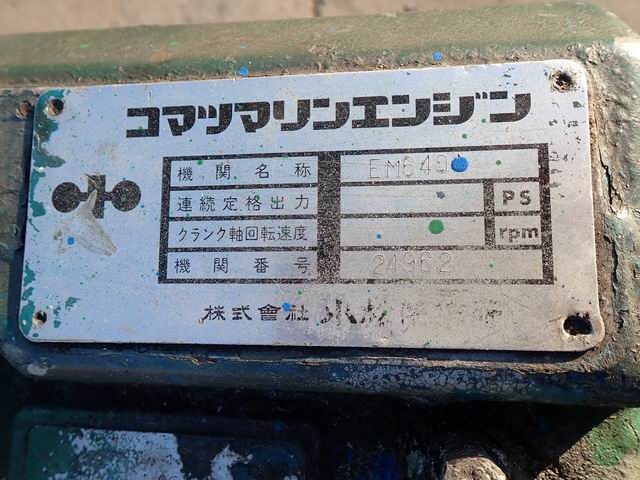 コマツマリンエンジン
機関名称 EM640
連続定格出力 PS
クランク軸回転速度 rpm
機関番号 24962
株式會社 小松